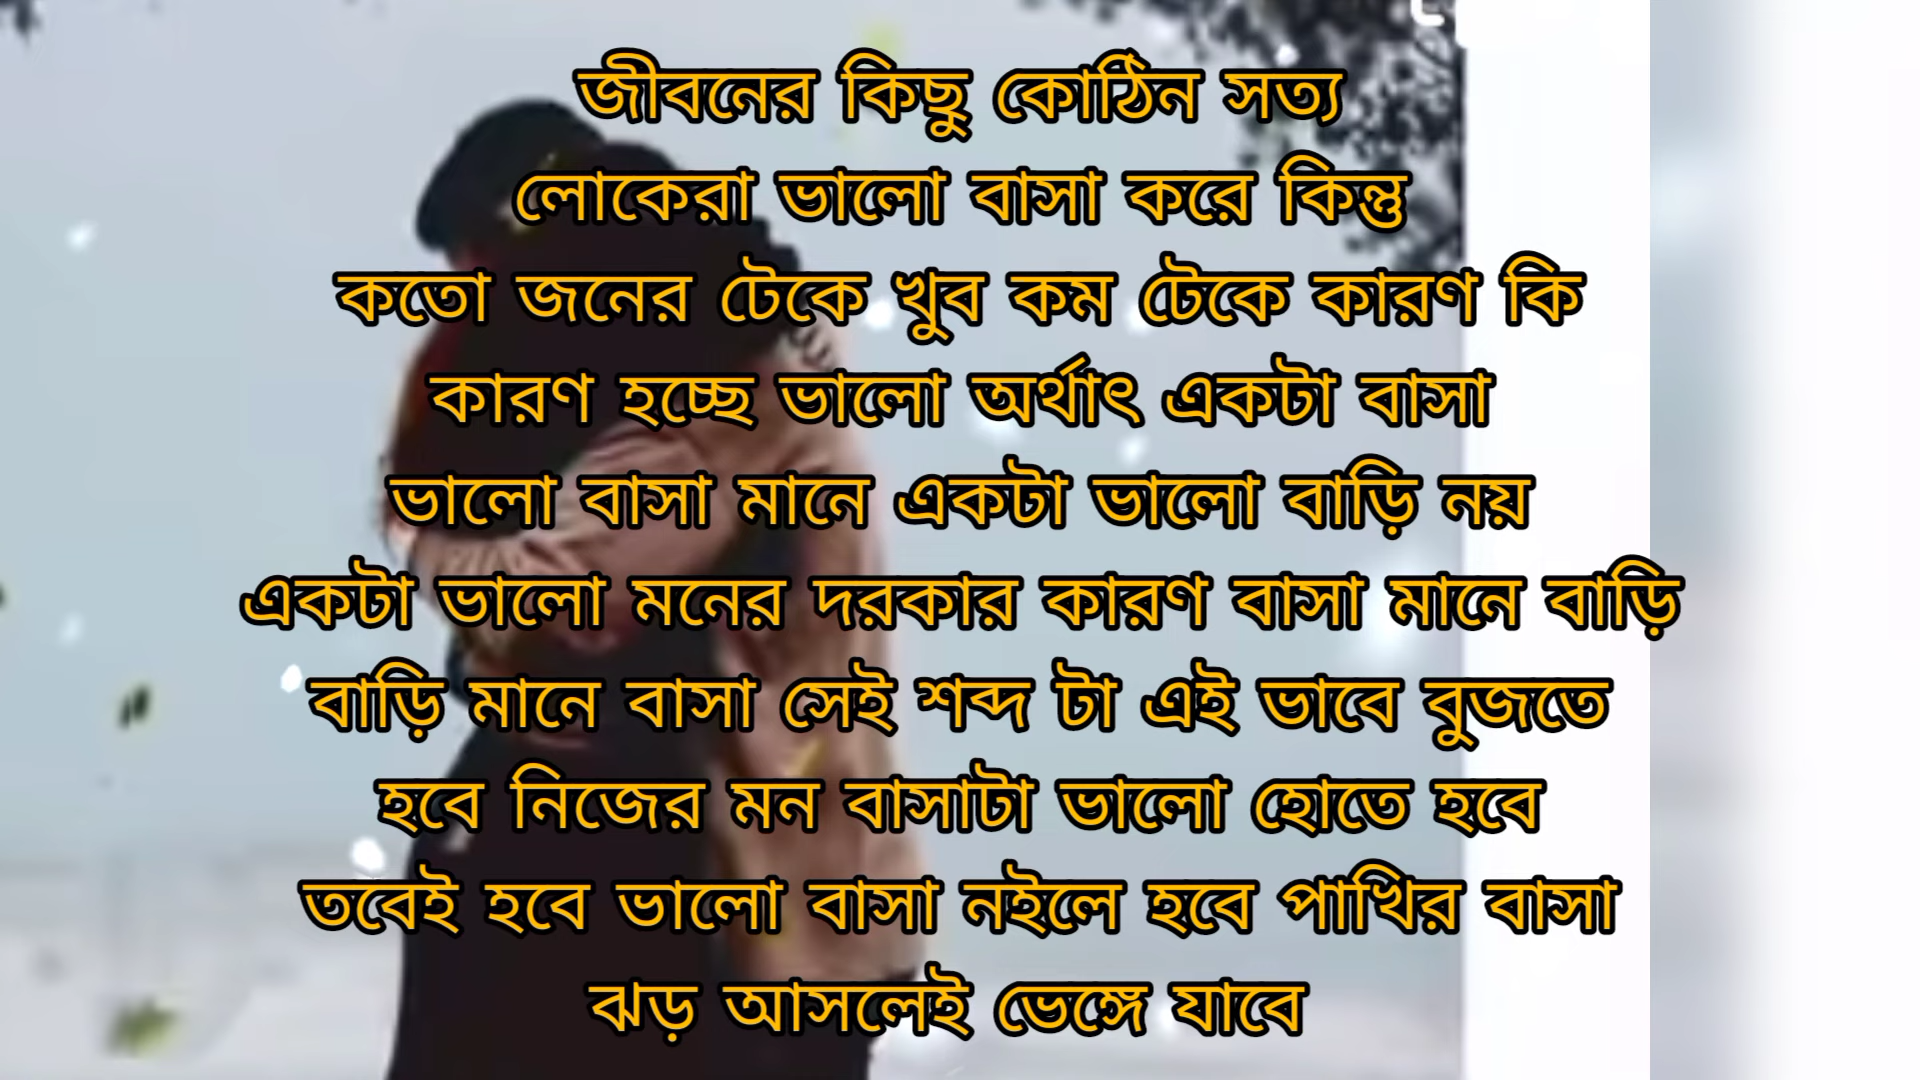 জীবনের কিছু কোঠিন সত্য
লোকেরা ভালো বাসা করে কিন্তু
কতো জনের টেকে খুব কম টেকে কারণ কি
কারণ হচ্ছে ভালো অর্থাৎ একটা বাসা
ভালো বাসা মানে একটা ভালো বাড়ি নয়
একটা ভালো মনের দরকার কারণ বাসা মানে বাড়ি
বাড়ি মানে বাসা সেই শব্দ টা এই ভাবে বুজতে
হবে নিজের মন বাসাটা ভালো হোতে হবে
তবেই হবে ভালো বাসা নইলে হবে পাখির বাসা
ঝড় আসলেই ভেঙ্গে যাবে